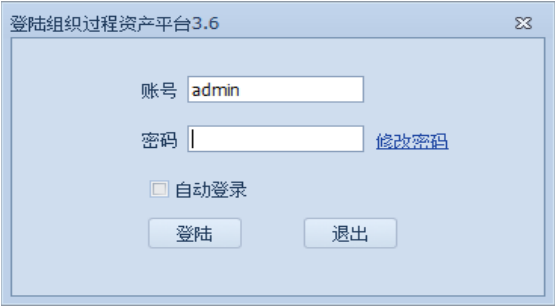 登陆组织过程资产平台3.6
账号 admin
密码 修改密码
自动登录
登陆 退出